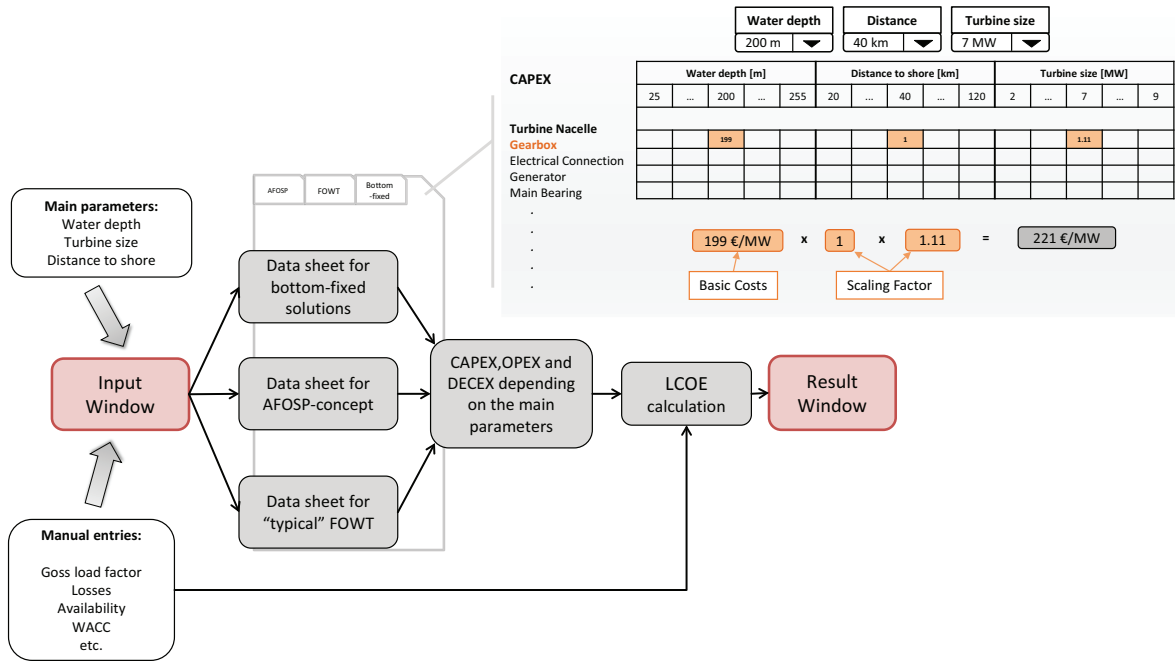 Water depth
Distance
Turbine size
200 m
40 km
7 MW
CAPEX
Water depth [m]
Distance to shore [km]
Turbine size [MW]
25 ... 200 ... 255 20 ... 40 ... 120 2 ... 7 ... 9
Turbine Nacelle
Gearbox
199 1 1.11
Electrical Connection
Generator
Main Bearing
.
.
.
.
.
199 €/MW x 1 x 1.11 = 221 €/MW
Basic Costs
Scaling Factor
AFOSP
FOWT
Bottom
-fixed
Main parameters:
Water depth
Turbine size
Distance to shore
Data sheet for
bottom-fixed
solutions
Input
Window
Data sheet for
AFOSP-concept
CAPEX,OPEX and
DECEX depending
on the main
parameters
LCOE
calculation
Result
Window
Data sheet for
“typical” FOWT
Manual entries:
Goss load factor
Losses
Availability
WACC
etc.